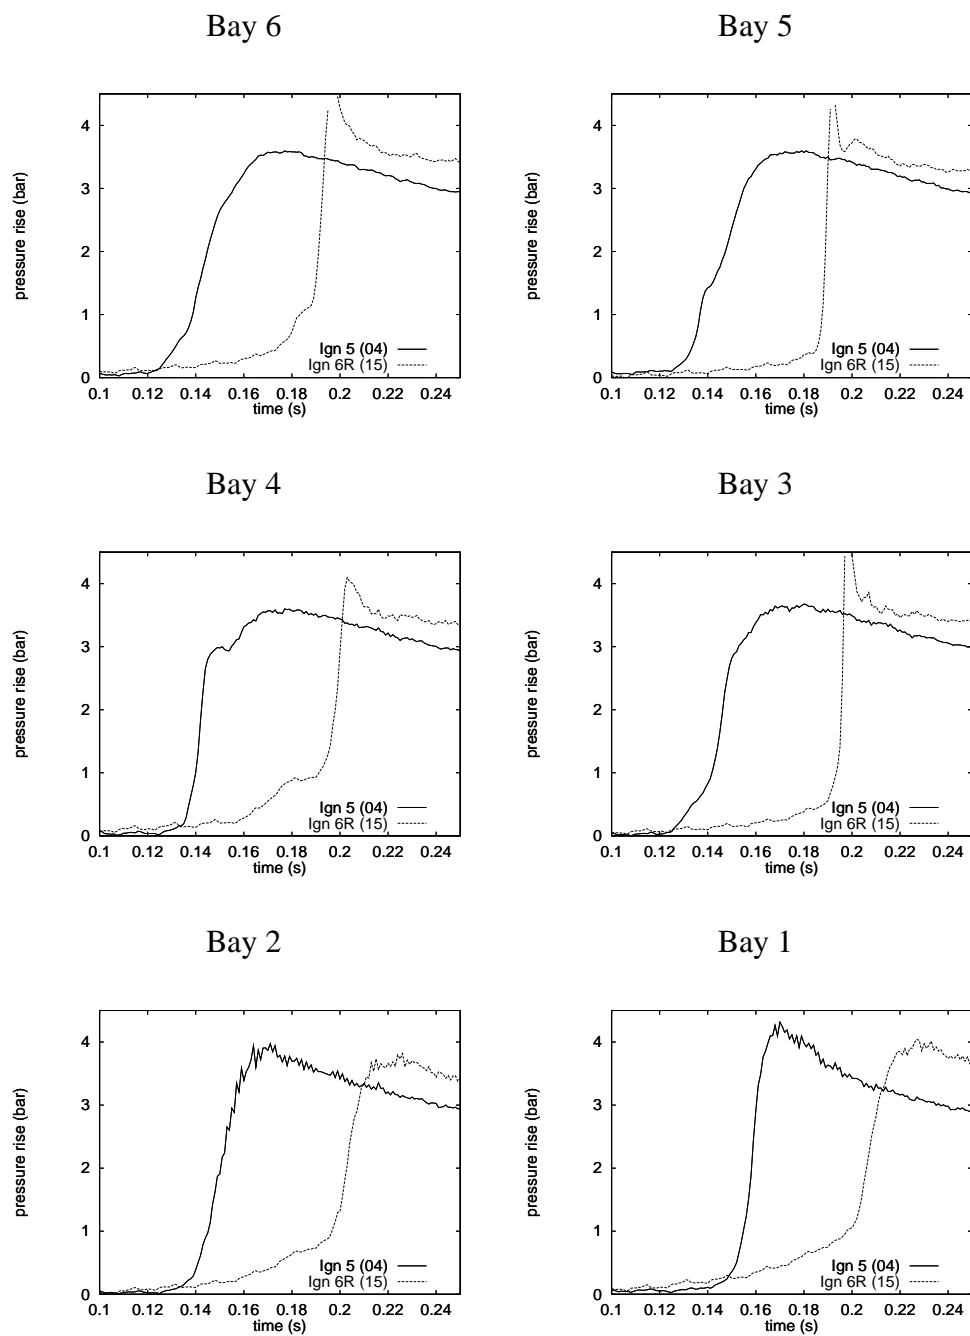 Bay 6 Bay 5
4 4
3 3
pressure rise (bar) pressure rise (bar)
2 2
1 1
Ign 5 (04) Ign 5 (04)
Ign 6R (15) Ign 6R (15)
0 0
0.1 0.12 0.14 0.16 0.18 0.2 0.22 0.24 0.1 0.12 0.14 0.16 0.18 0.2 0.22 0.24
time (s) time (s)
Bay 4 Bay 3
4 4
3 3
pressure rise (bar) pressure rise (bar)
2 2
1 1
Ign 5 (04) Ign 5 (04)
Ign 6R (15) Ign 6R (15)
0 0
0.1 0.12 0.14 0.16 0.18 0.2 0.22 0.24 0.1 0.12 0.14 0.16 0.18 0.2 0.22 0.24
time (s) time (s)
Bay 2 Bay 1
4 4
3 3
pressure rise (bar) pressure rise (bar)
2 2
1 1
Ign 5 (04) Ign 5 (04)
Ign 6R (15) Ign 6R (15)
0 0
0.1 0.12 0.14 0.16 0.18 0.2 0.22 0.24 0.1 0.12 0.14 0.16 0.18 0.2 0.22 0.24
time (s) time (s)